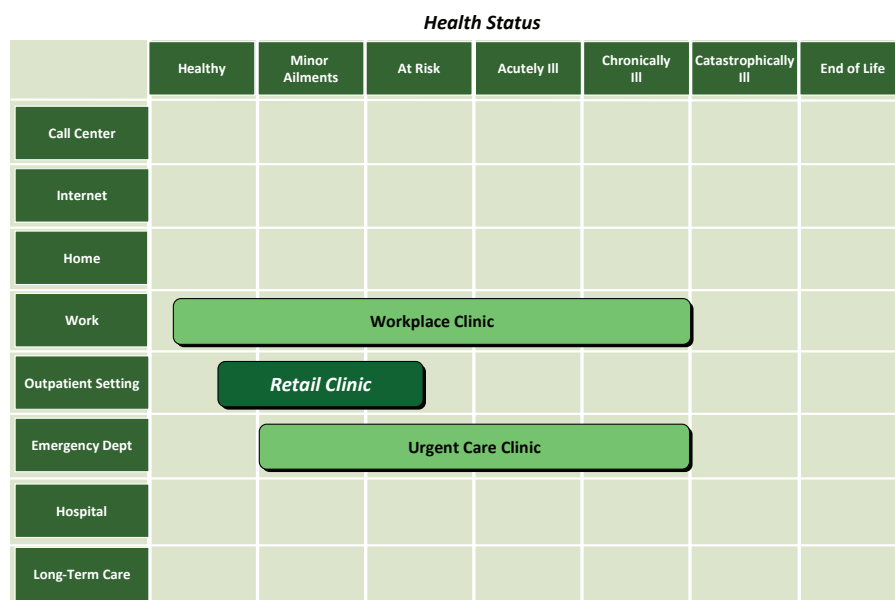 Health Status
Healthy
Minor
Ailments
At Risk
Acutely Ill
Chronically
Ill
Catastrophically
Ill
End of Life
Call Center
Internet
Home
Work
Workplace Clinic
Outpatient Setting
Retail Clinic
Emergency Dept
Urgent Care Clinic
Hospital
Long-Term Care